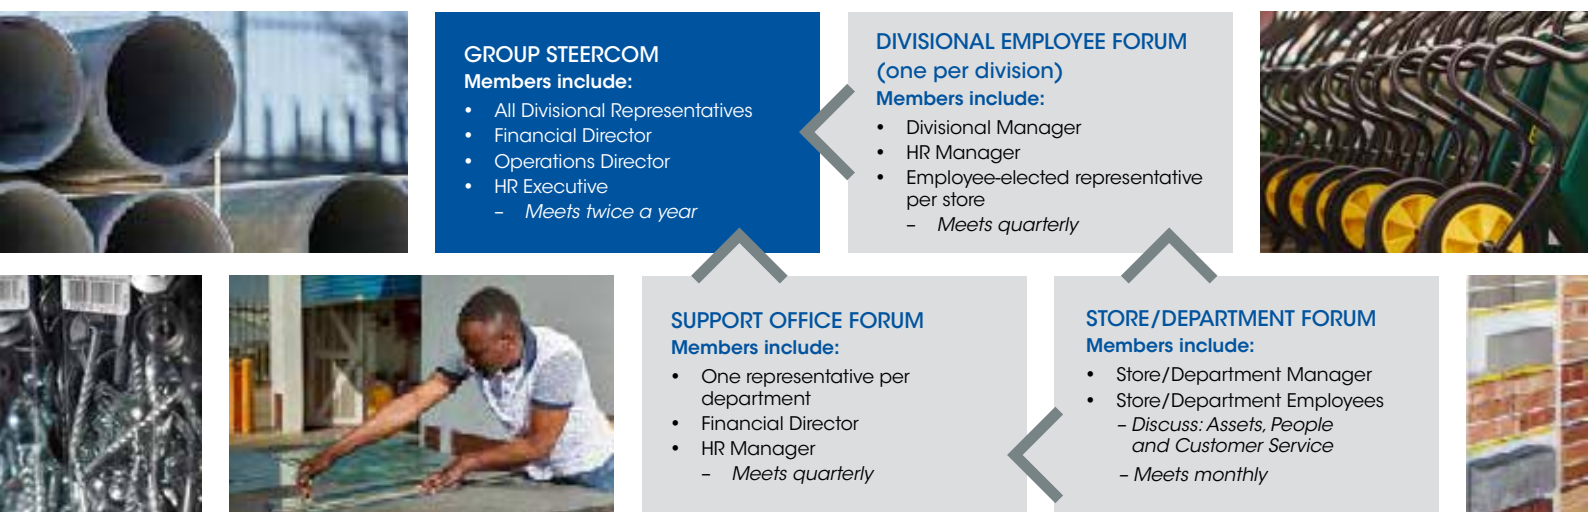 GROUP STEERCOM
Members include:
• All Divisional Representatives
• Financial Director
• Operations Director
• HR Executive
– Meets twice a year
DIVISIONAL EMPLOYEE FORUM
(one per division)
Members include:
• Divisional Manager
• HR Manager
• Employee-elected representative
per store
– Meets quarterly
SUPPORT OFFICE FORUM
Members include:
• One representative per
department
• Financial Director
• HR Manager
– Meets quarterly
STORE/DEPARTMENT FORUM
Members include:
• Store/Department Manager
• Store/Department Employees
– Discuss: Assets, People
and Customer Service
– Meets monthly